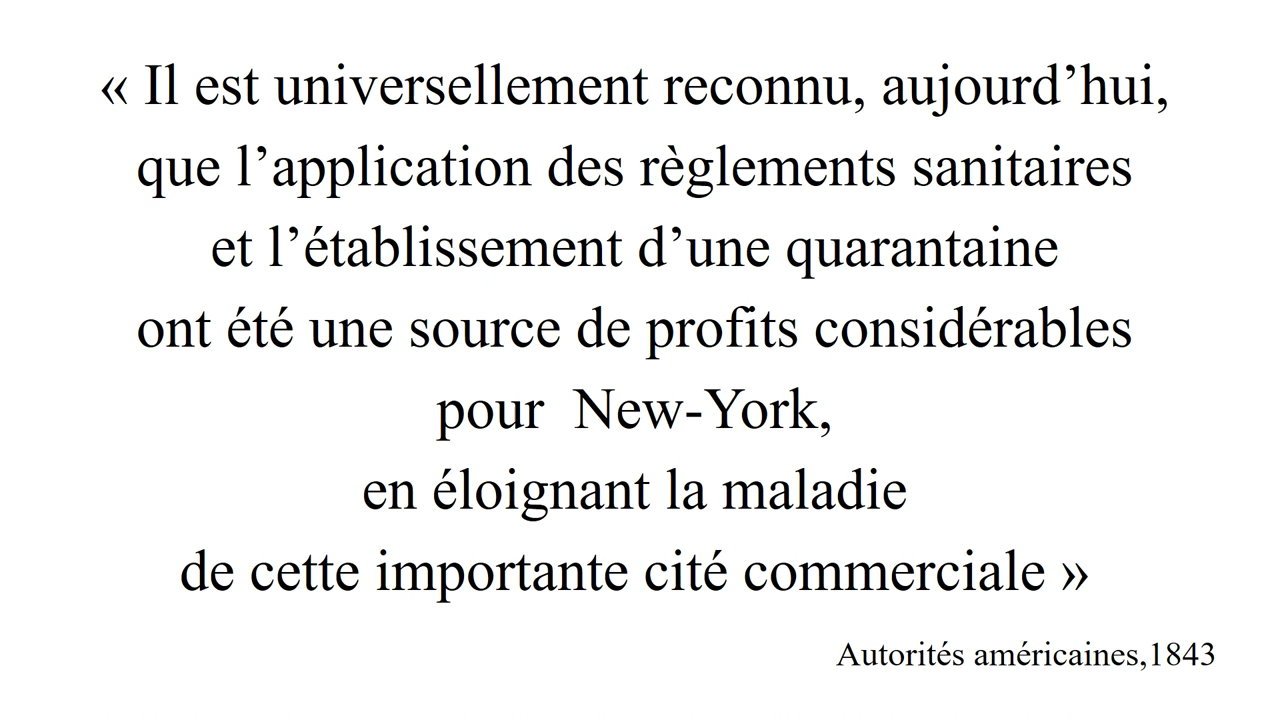 « Il est universellement reconnu, aujourd’hui,
que l’application des règlements sanitaires
et l’établissement d’une quarantaine
ont été une source de profits considérables
pour  New-York,
en éloignant la maladie
de cette importante cité commerciale »
Autorités américaines,1843